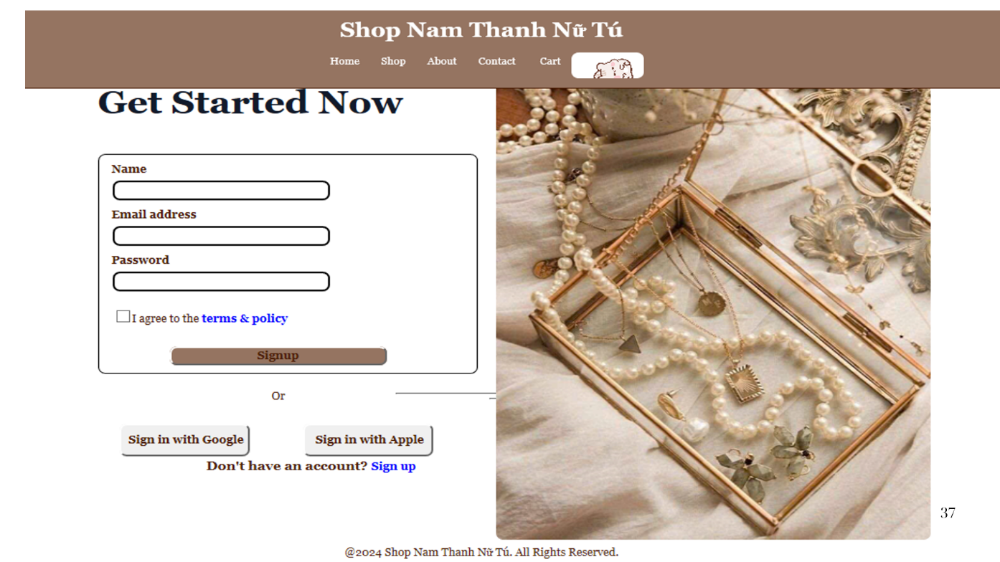 Shop Nam Thanh Nữ Tú
Home Shop About Contact Cart
Get Started Now
Name
Email address
Password
I agree to the terms & policy
Signup
Or
Sign in with Google Sign in with Apple
Don't have an account? Sign up
37
@2024 Shop Nam Thanh Nữ Tú. All Rights Reserved.